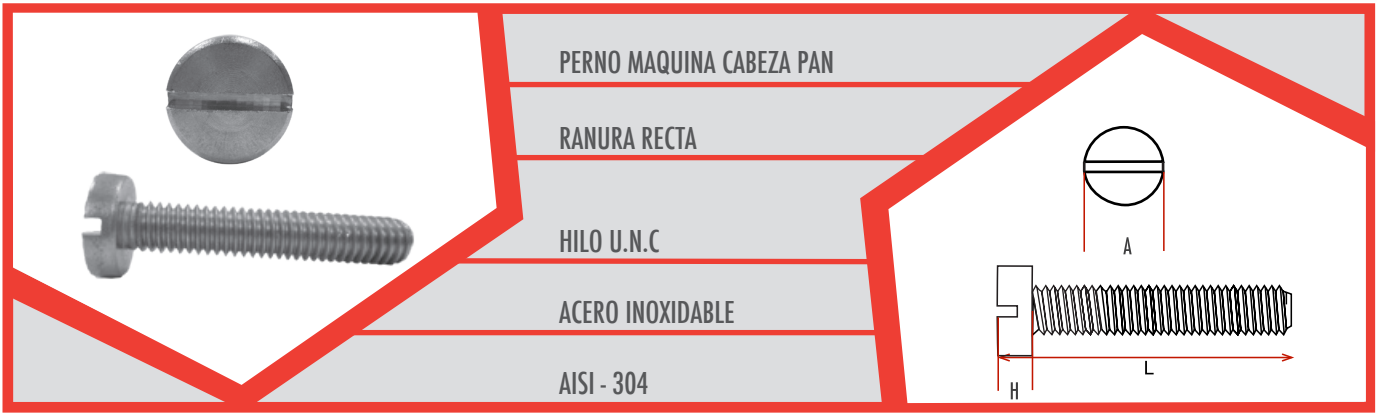 PERNO MAQUINA CABEZA PAN
RANURA RECTA
HILO U.N.C
ACERO INOXIDABLE
AISI - 304
A
L
H